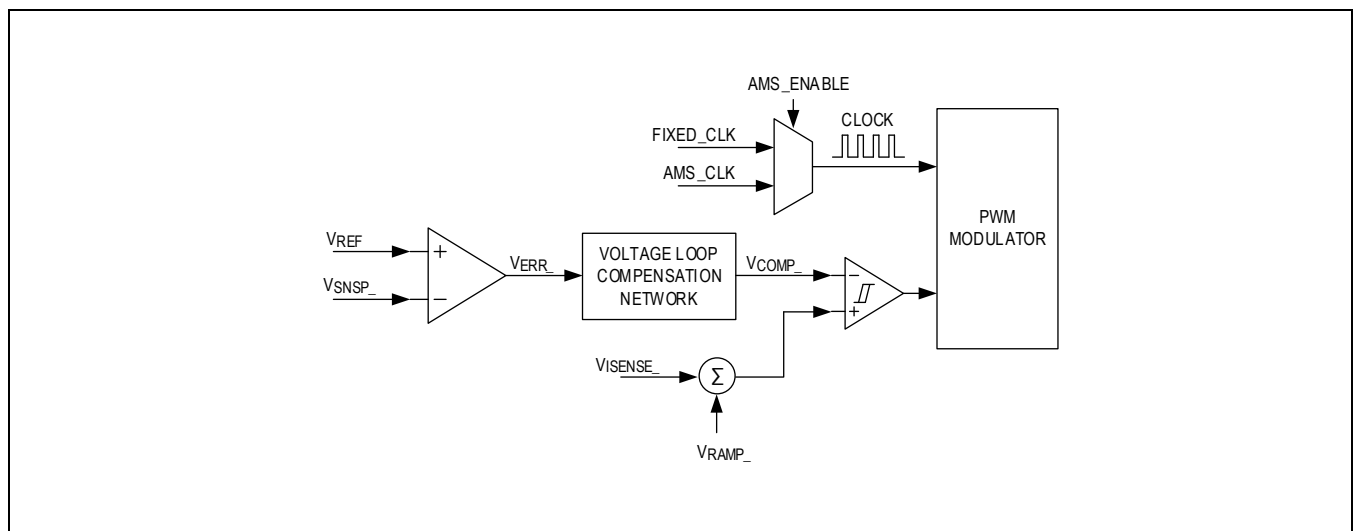 AMS_ENABLE
FIXED_CLK
CLOCK
AMS_CLK
PWM
MODULATOR
VREF
VERR_
VOLTAGE LOOP
COMPENSATION
NETWORK
VCOMP_
VSNSP_
VISENSE_
Σ
VRAMP_